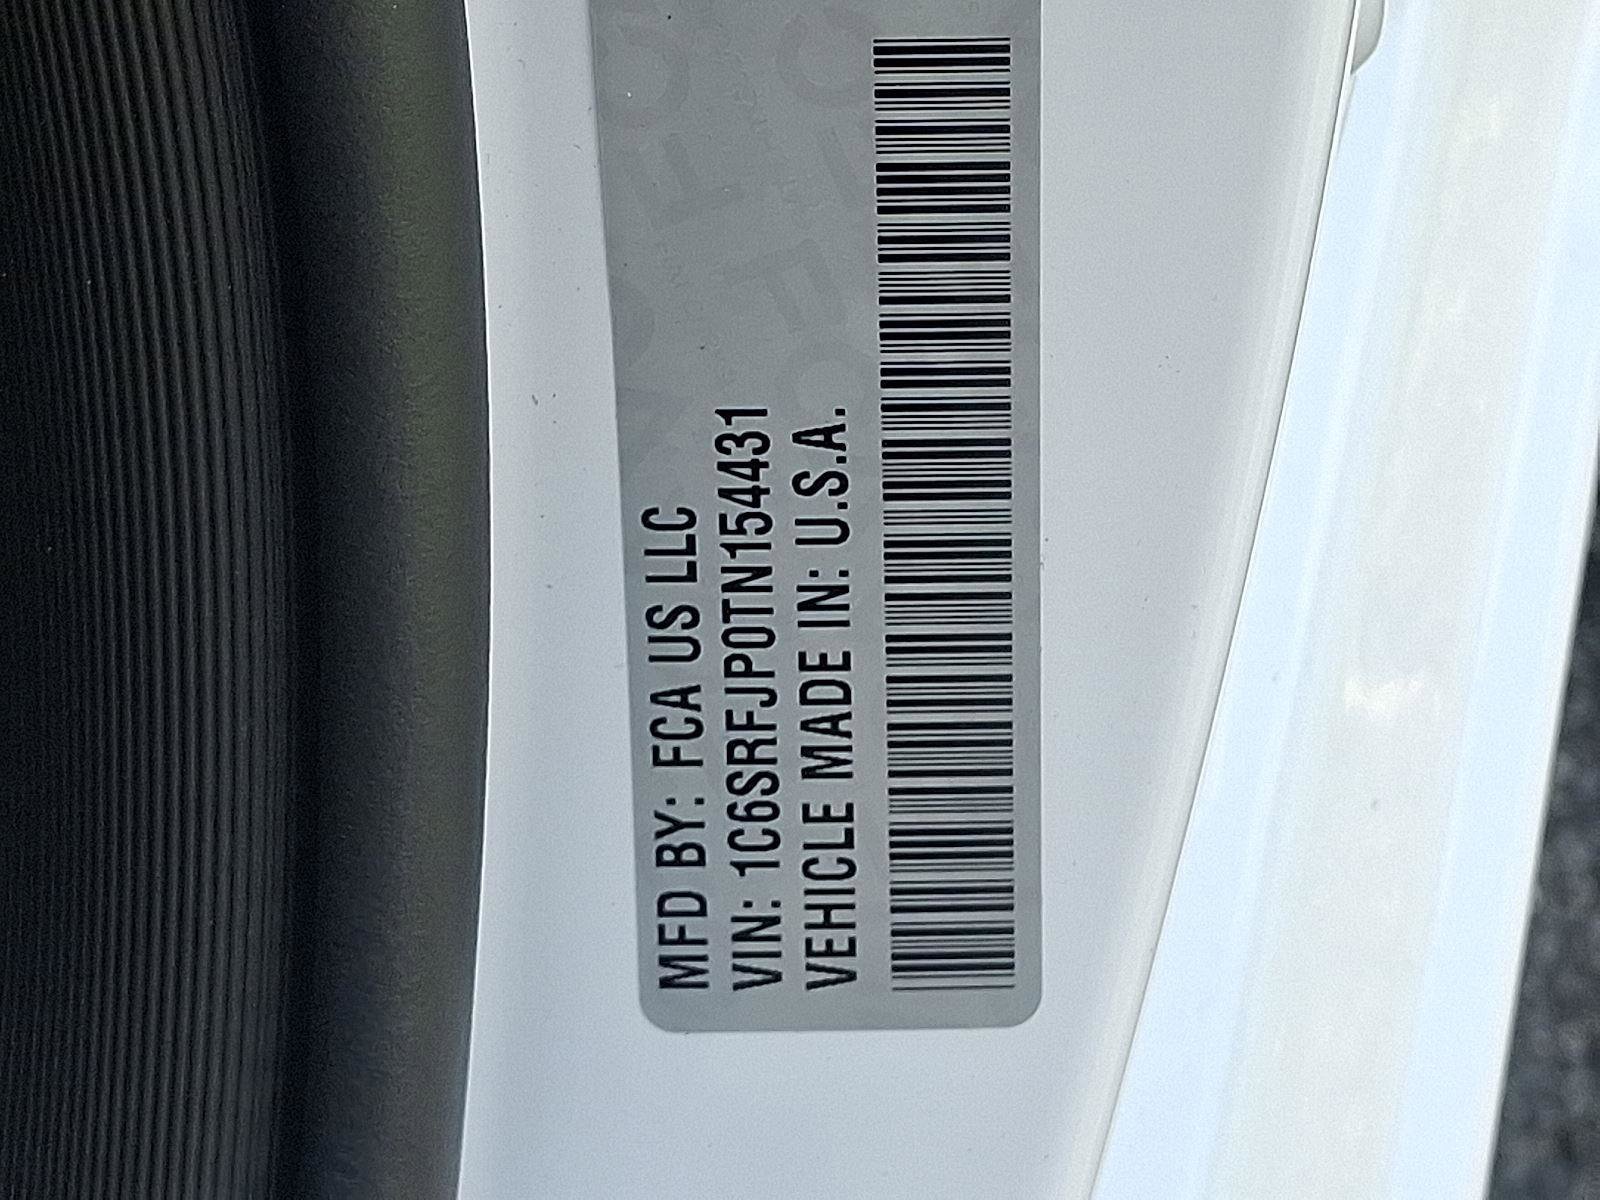 MFD BY: FCA US LLC
VIN: 1C6SRFJP0TN154431
VEHICLE MADE IN: U.S.A.